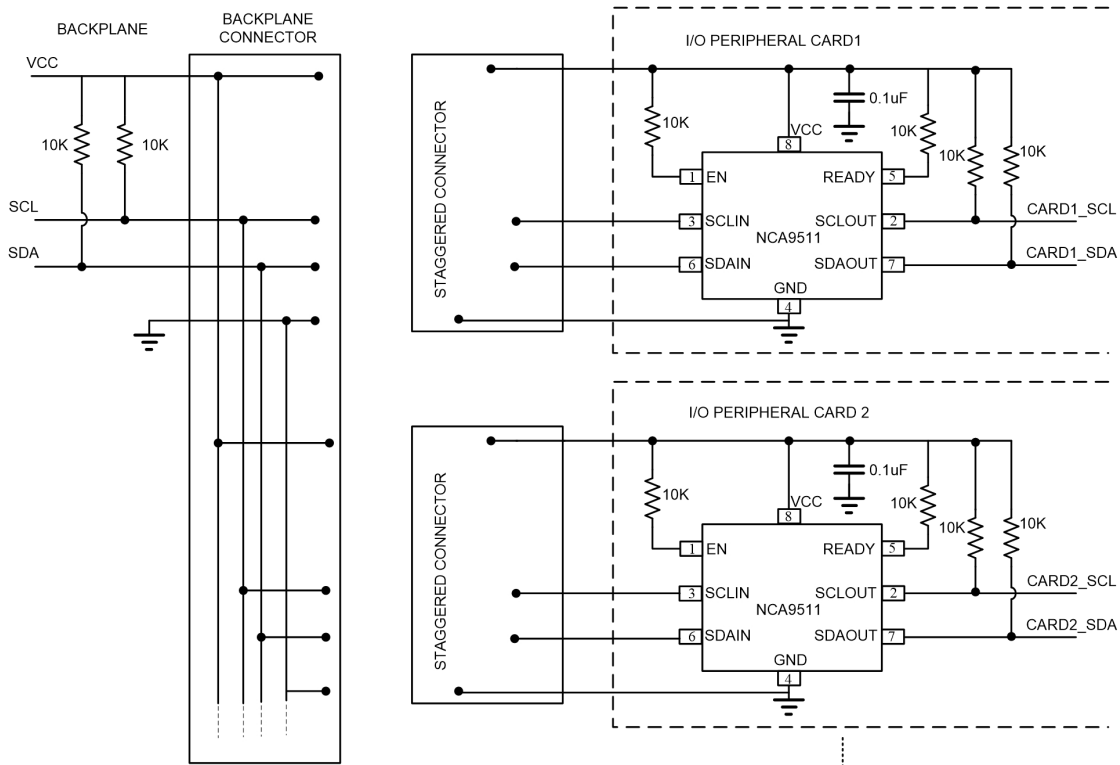 BACKPLANE
BACKPLANE
CONNECTOR
VCC
10K
10K
SCL
SDA
I/O PERIPHERAL CARD1
STAGGERED CONNECTOR
10K
0.1uF
VCC
8
10K
10K
10K
1
EN
READY
5
3
SCLIN
SCLOUT
2
CARD1_SCL
NCA9511
6
SDAIN
SDAOUT
7
CARD1_SDA
GND
4
I/O PERIPHERAL CARD 2
STAGGERED CONNECTOR
10K
0.1uF
VCC
8
10K
10K
10K
1
EN
READY
5
3
SCLIN
SCLOUT
2
CARD2_SCL
NCA9511
6
SDAIN
SDAOUT
7
CARD2_SDA
GND
4